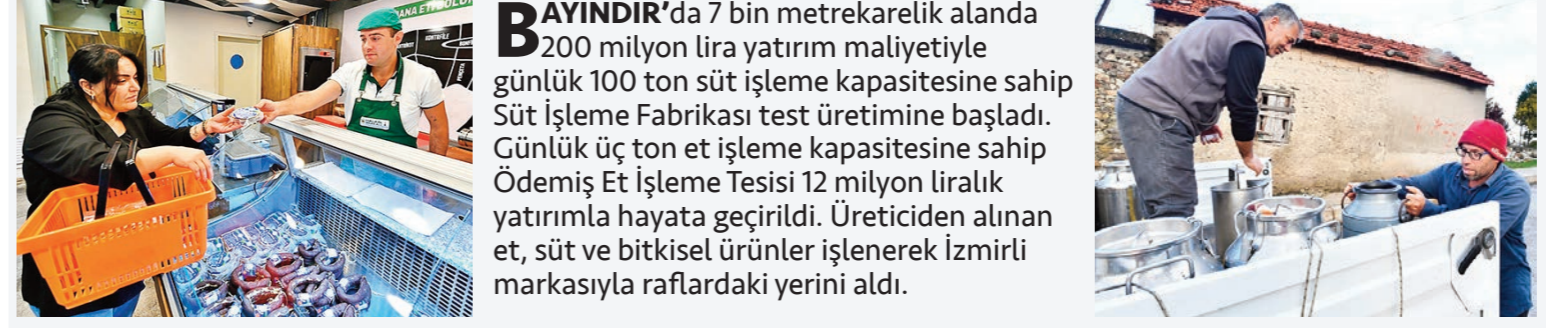 BAYINDIR'da 7 bin metrekarelik alanda
200 milyon lira yatırım maliyetiyle
günlük 100 ton süt işleme kapasitesine sahip
Süt İşleme Fabrikası test üretimine başladı.
Günlük üç ton et işleme kapasitesine sahip
Ödemiş Et İşleme Tesisi 12 milyon liralık
yatırımla hayata geçirildi. Üreticiden alınan
et, süt ve bitkisel ürünler işlenerek İzmirli
markasıyla raflardaki yerini aldı.